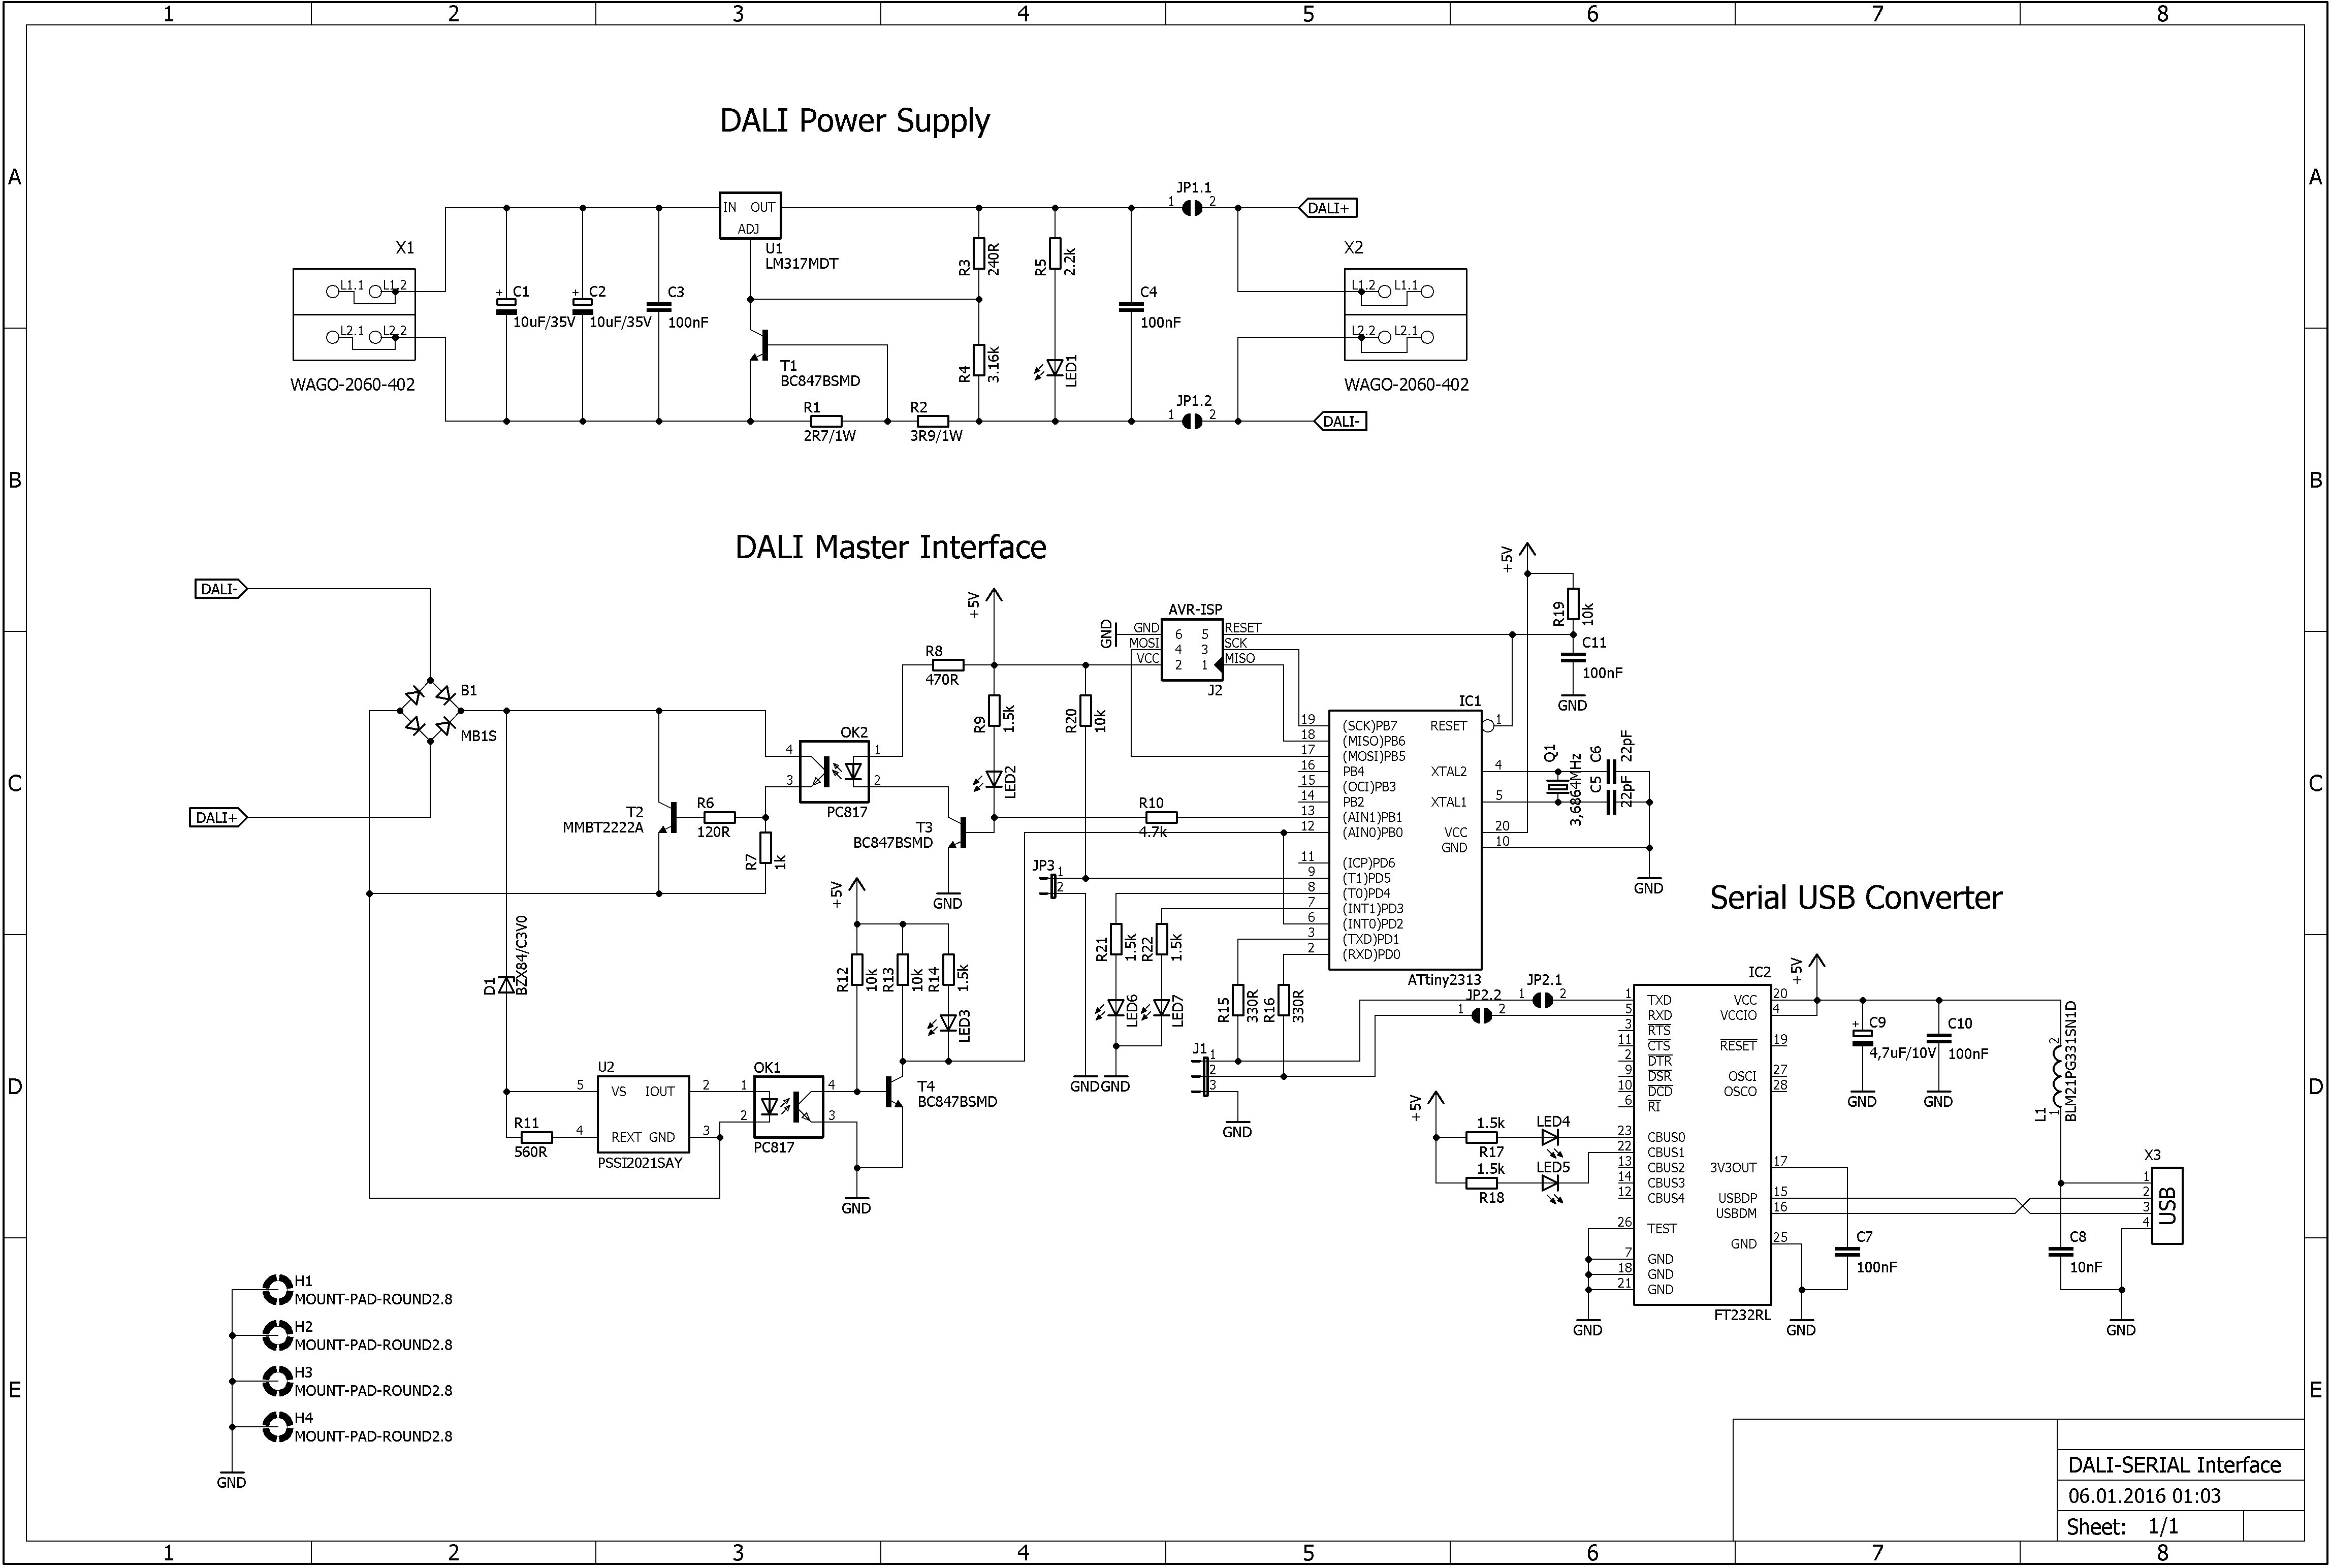 1 2 3 4 5 6 7 8
A A
B B
C C
D D
E E
DALI Power Supply
X1
L1.1 L1.2
L2.1 L2.2
WAGO-2060-402
+ C1
10uF/35V
+ C2
10uF/35V
C3
100nF
IN OUT
ADJ
U1
LM317MDT
T1
BC847BSMD
R1
2R7/1W
R2
3R9/1W
R3
240R
R4
3.16k
R5
2.2k
LED1
C4
100nF
JP1.1
1 2
JP1.2
1 2
DALI+
DALI-
X2
L1.2 L1.1
L2.2 L2.1
WAGO-2060-402
DALI Master Interface
DALI-
DALI+
B1
MB1S
T2
MMBT2222A
R6
120R
R7
1k
OK2
4 1
3 2
PC817
R8
470R
+5V
R9
1.5k
LED2
T3
BC847BSMD
GND
R20
10k
R10
4.7k
JP3
1
2
GND
AVR-ISP
GND
GND 6 5 RESET
MOSI 4 3 SCK
VCC 2 1 MISO
J2
+5V
R19
10k
C11
100nF
GND
IC1
19 (SCK)PB7 RESET 1
18 (MISO)PB6
17 (MOSI)PB5
16 PB4 XTAL2 4
15 (OCI)PB3
14 PB2 XTAL1 5
13 (AIN1)PB1
12 (AIN0)PB0 VCC 20
GND 10
11 (ICP)PD6
9 (T1)PD5
8 (T0)PD4
7 (INT1)PD3
6 (INT0)PD2
3 (TXD)PD1
2 (RXD)PD0
ATtiny2313
Q1
3,6864MHz
C6
22pF
C5
22pF
GND
D1
BZX84/C3V0
+5V
R12
10k
R13
10k
R14
1.5k
LED3
R21
1.5k
R22
1.5k
LED6
LED7
GND
R15
330R
R16
330R
J1
1
2
3
GND
U2
5 VS IOUT 2
4 REXT GND 3
PSSI2021SAY
R11
560R
OK1
1 4
2 3
PC817
T4
BC847BSMD
GND
Serial USB Converter
JP2.1
1 2
JP2.2
1 2
IC2
1 TXD VCC 20
5 RXD VCCIO 4
3 RTS
11 CTS RESET 19
2 DTR
9 DSR OSCI 27
10 DCD OSCO 28
6 RI
23 CBUS0
22 CBUS1
13 CBUS2 3V3OUT 17
14 CBUS3
12 CBUS4 USBDP 15
USBDM 16
26 TEST
GND 25
7 GND
18 GND
21 GND
FT232RL
+5V
1.5k
R17
LED4
1.5k
R18
LED5
GND
GND
+5V
+ C9
4,7uF/10V
GND
C10
100nF
GND
L1
1 2
BLM21PG331SN1D
C7
100nF
C8
10nF
X3
1
2
3
4
USB
GND
H1
MOUNT-PAD-ROUND2.8
H2
MOUNT-PAD-ROUND2.8
H3
MOUNT-PAD-ROUND2.8
H4
MOUNT-PAD-ROUND2.8
GND
DALI-SERIAL Interface
06.01.2016 01:03
Sheet: 1/1
1 2 3 4 5 6 7 8